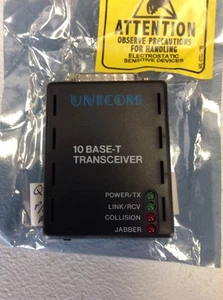 ATTENTION
OBSERVE PRECAUTIONS
FOR HANDLING
ELECTROSTATIC
SENSITIVE DEVICES
UNICOM
10 BASE-T
TRANSCEIVER
POWER/TX
LINK/RCV
COLLISION
JABBER